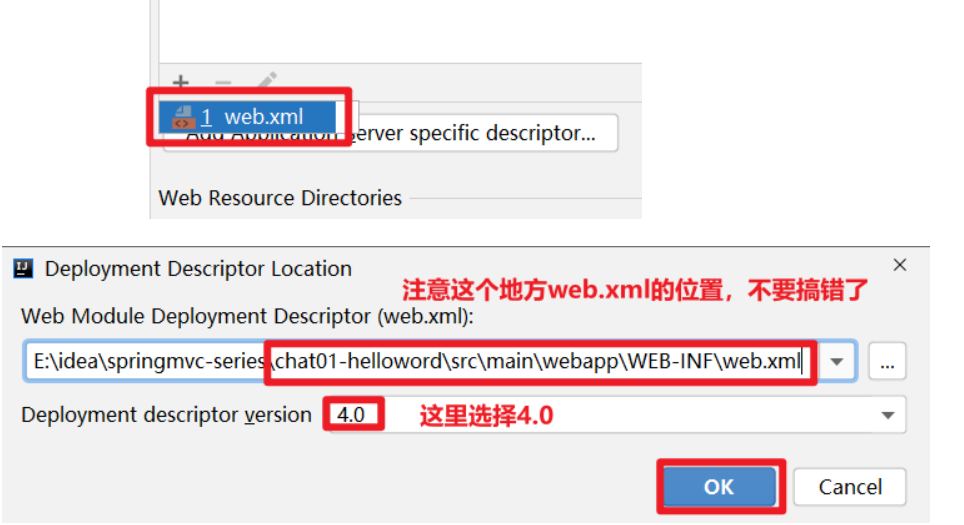 1 web.xml
Add Application Server specific descriptor...
Web Resource Directories
Deployment Descriptor Location
注意这个地方web.xml的位置，不要搞错了
Web Module Deployment Descriptor (web.xml):
E:\idea\springmvc-series\chat01-helloword\src\main\webapp\WEB-INF\web.xml
...
Deployment descriptor version 4.0 这里选择4.0
OK Cancel